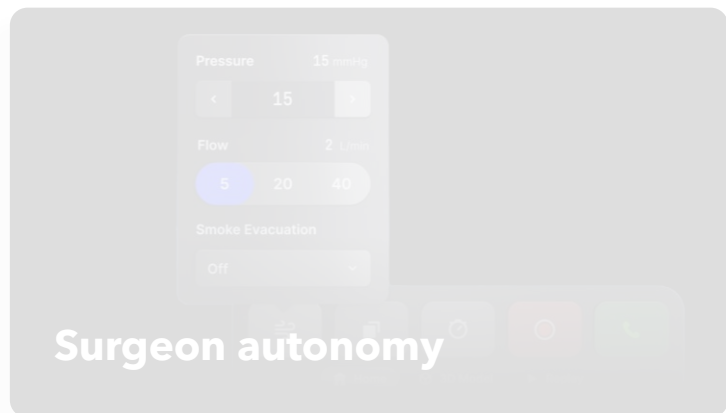 Pressure 15 mmHg
15
Flow 2 L/min
5 20 40
Smoke Evacuation
Off
Surgeon autonomy